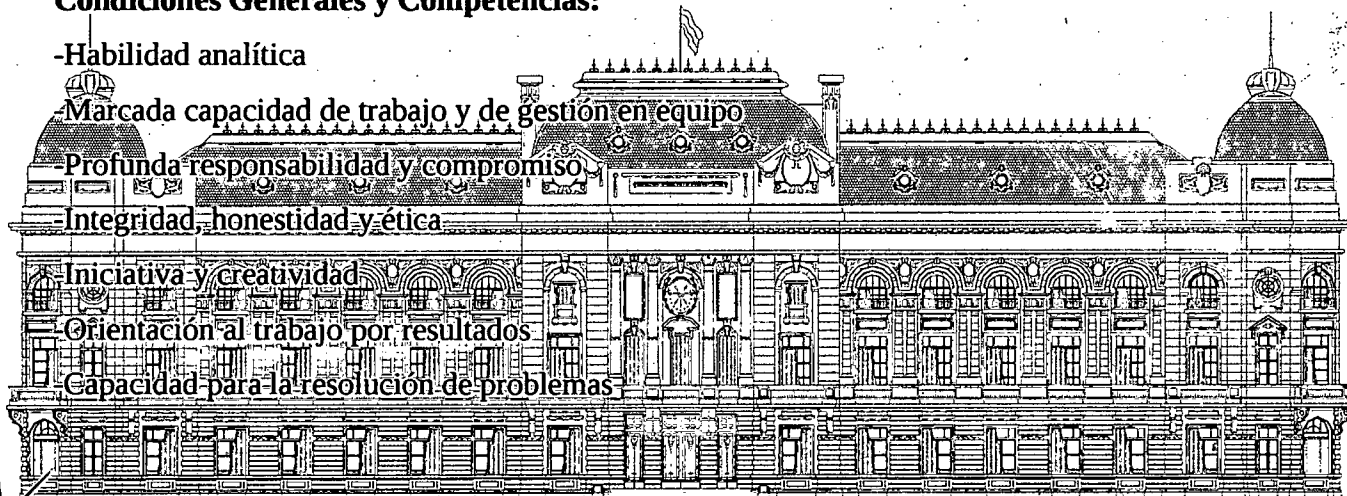 Condiciones Generales y Competencias:
-Habilidad analítica
-Marcada capacidad de trabajo y de gestión en equipo
-Profunda responsabilidad y compromiso
-Integridad, honestidad y ética
-Iniciativa y creatividad
-Orientación al trabajo por resultados
-Capacidad para la resolución de problemas